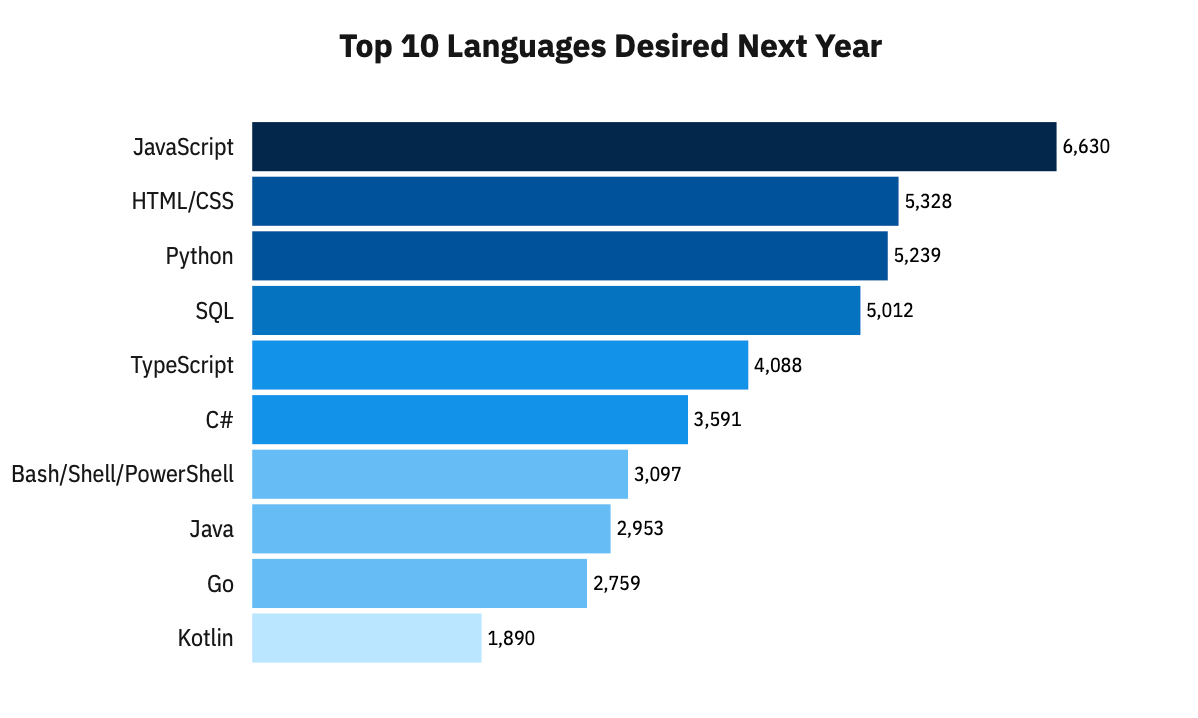 Top 10 Languages Desired Next Year
JavaScript 6,630
HTML/CSS 5,328
Python 5,239
SQL 5,012
TypeScript 4,088
C# 3,591
Bash/Shell/PowerShell 3,097
Java 2,953
Go 2,759
Kotlin 1,890